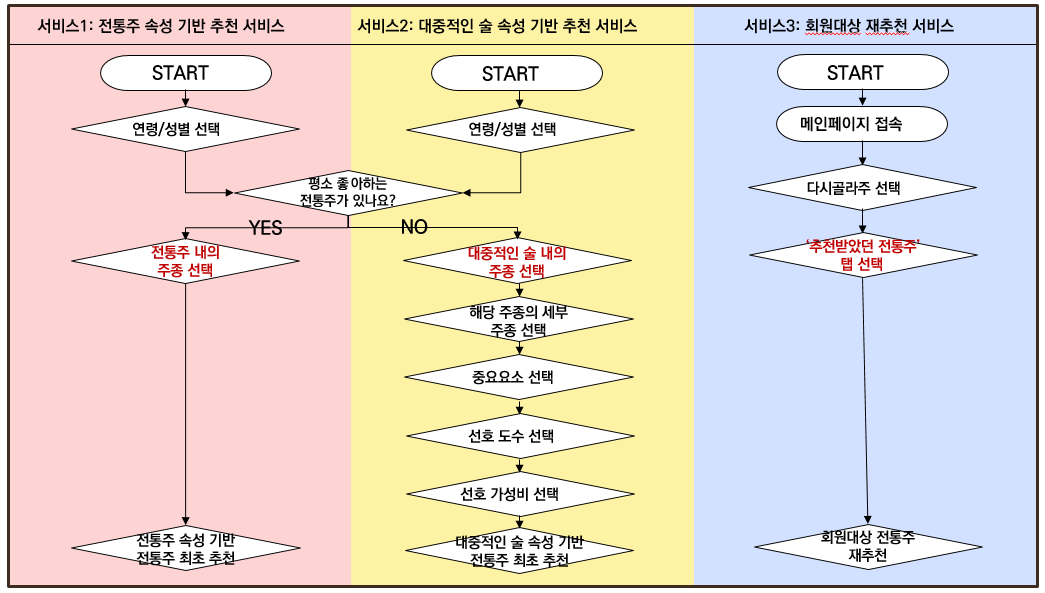 서비스1: 전통주 속성 기반 추천 서비스
START
연령/성별 선택
서비스2: 대중적인 술 속성 기반 추천 서비스
START
연령/성별 선택
평소 좋아하는
전통주가 있나요?
YES
NO
전통주 내의
주종 선택
전통주 속성 기반
전통주 최초 추천
대중적인 술 내의
주종 선택
해당 주종의 세부
주종 선택
중요요소 선택
선호 도수 선택
선호 가성비 선택
대중적인 술 속성 기반
전통주 최초 추천
서비스3: 회원대상 재추천 서비스
START
메인페이지 접속
다시골라주 선택
‘추천받았던 전통주’
탭 선택
회원대상 전통주
재추천